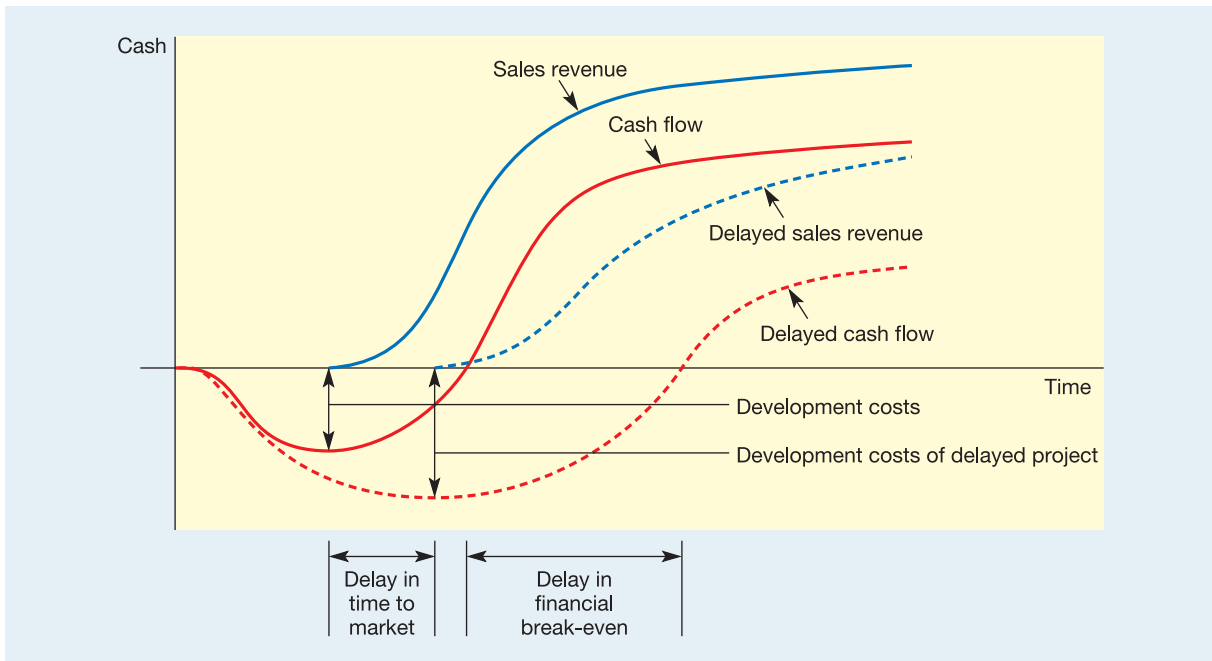 Cash
Sales revenue
Cash flow
Delayed sales revenue
Delayed cash flow
Time
Development costs
Development costs of delayed project
Delay in
time to
market
Delay in
financial
break-even